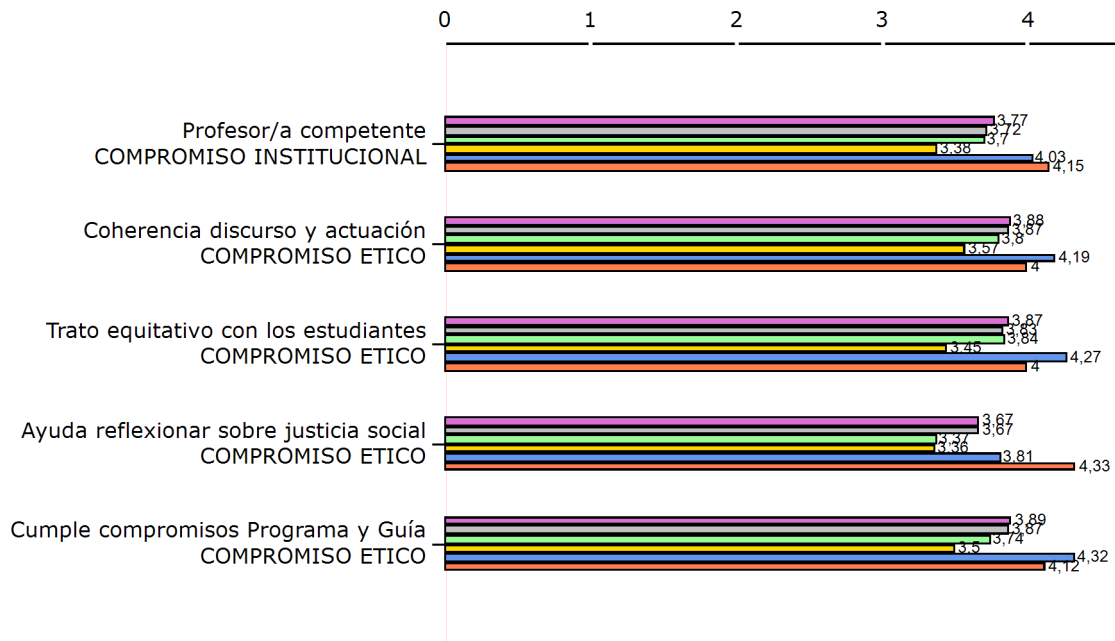 0 1 2 3 4
Profesor/a competente
COMPROMISO INSTITUCIONAL
3,77
3,72
3,7
3,38
4,03
4,15
Coherencia discurso y actuación
COMPROMISO ETICO
3,88
3,87
3,8
3,57
4,19
4
Trato equitativo con los estudiantes
COMPROMISO ETICO
3,87
3,83
3,84
3,45
4,27
4
Ayuda reflexionar sobre justicia social
COMPROMISO ETICO
3,67
3,67
3,37
3,36
3,81
4,33
Cumple compromisos Programa y Guía
COMPROMISO ETICO
3,89
3,87
3,74
3,5
4,32
4,12